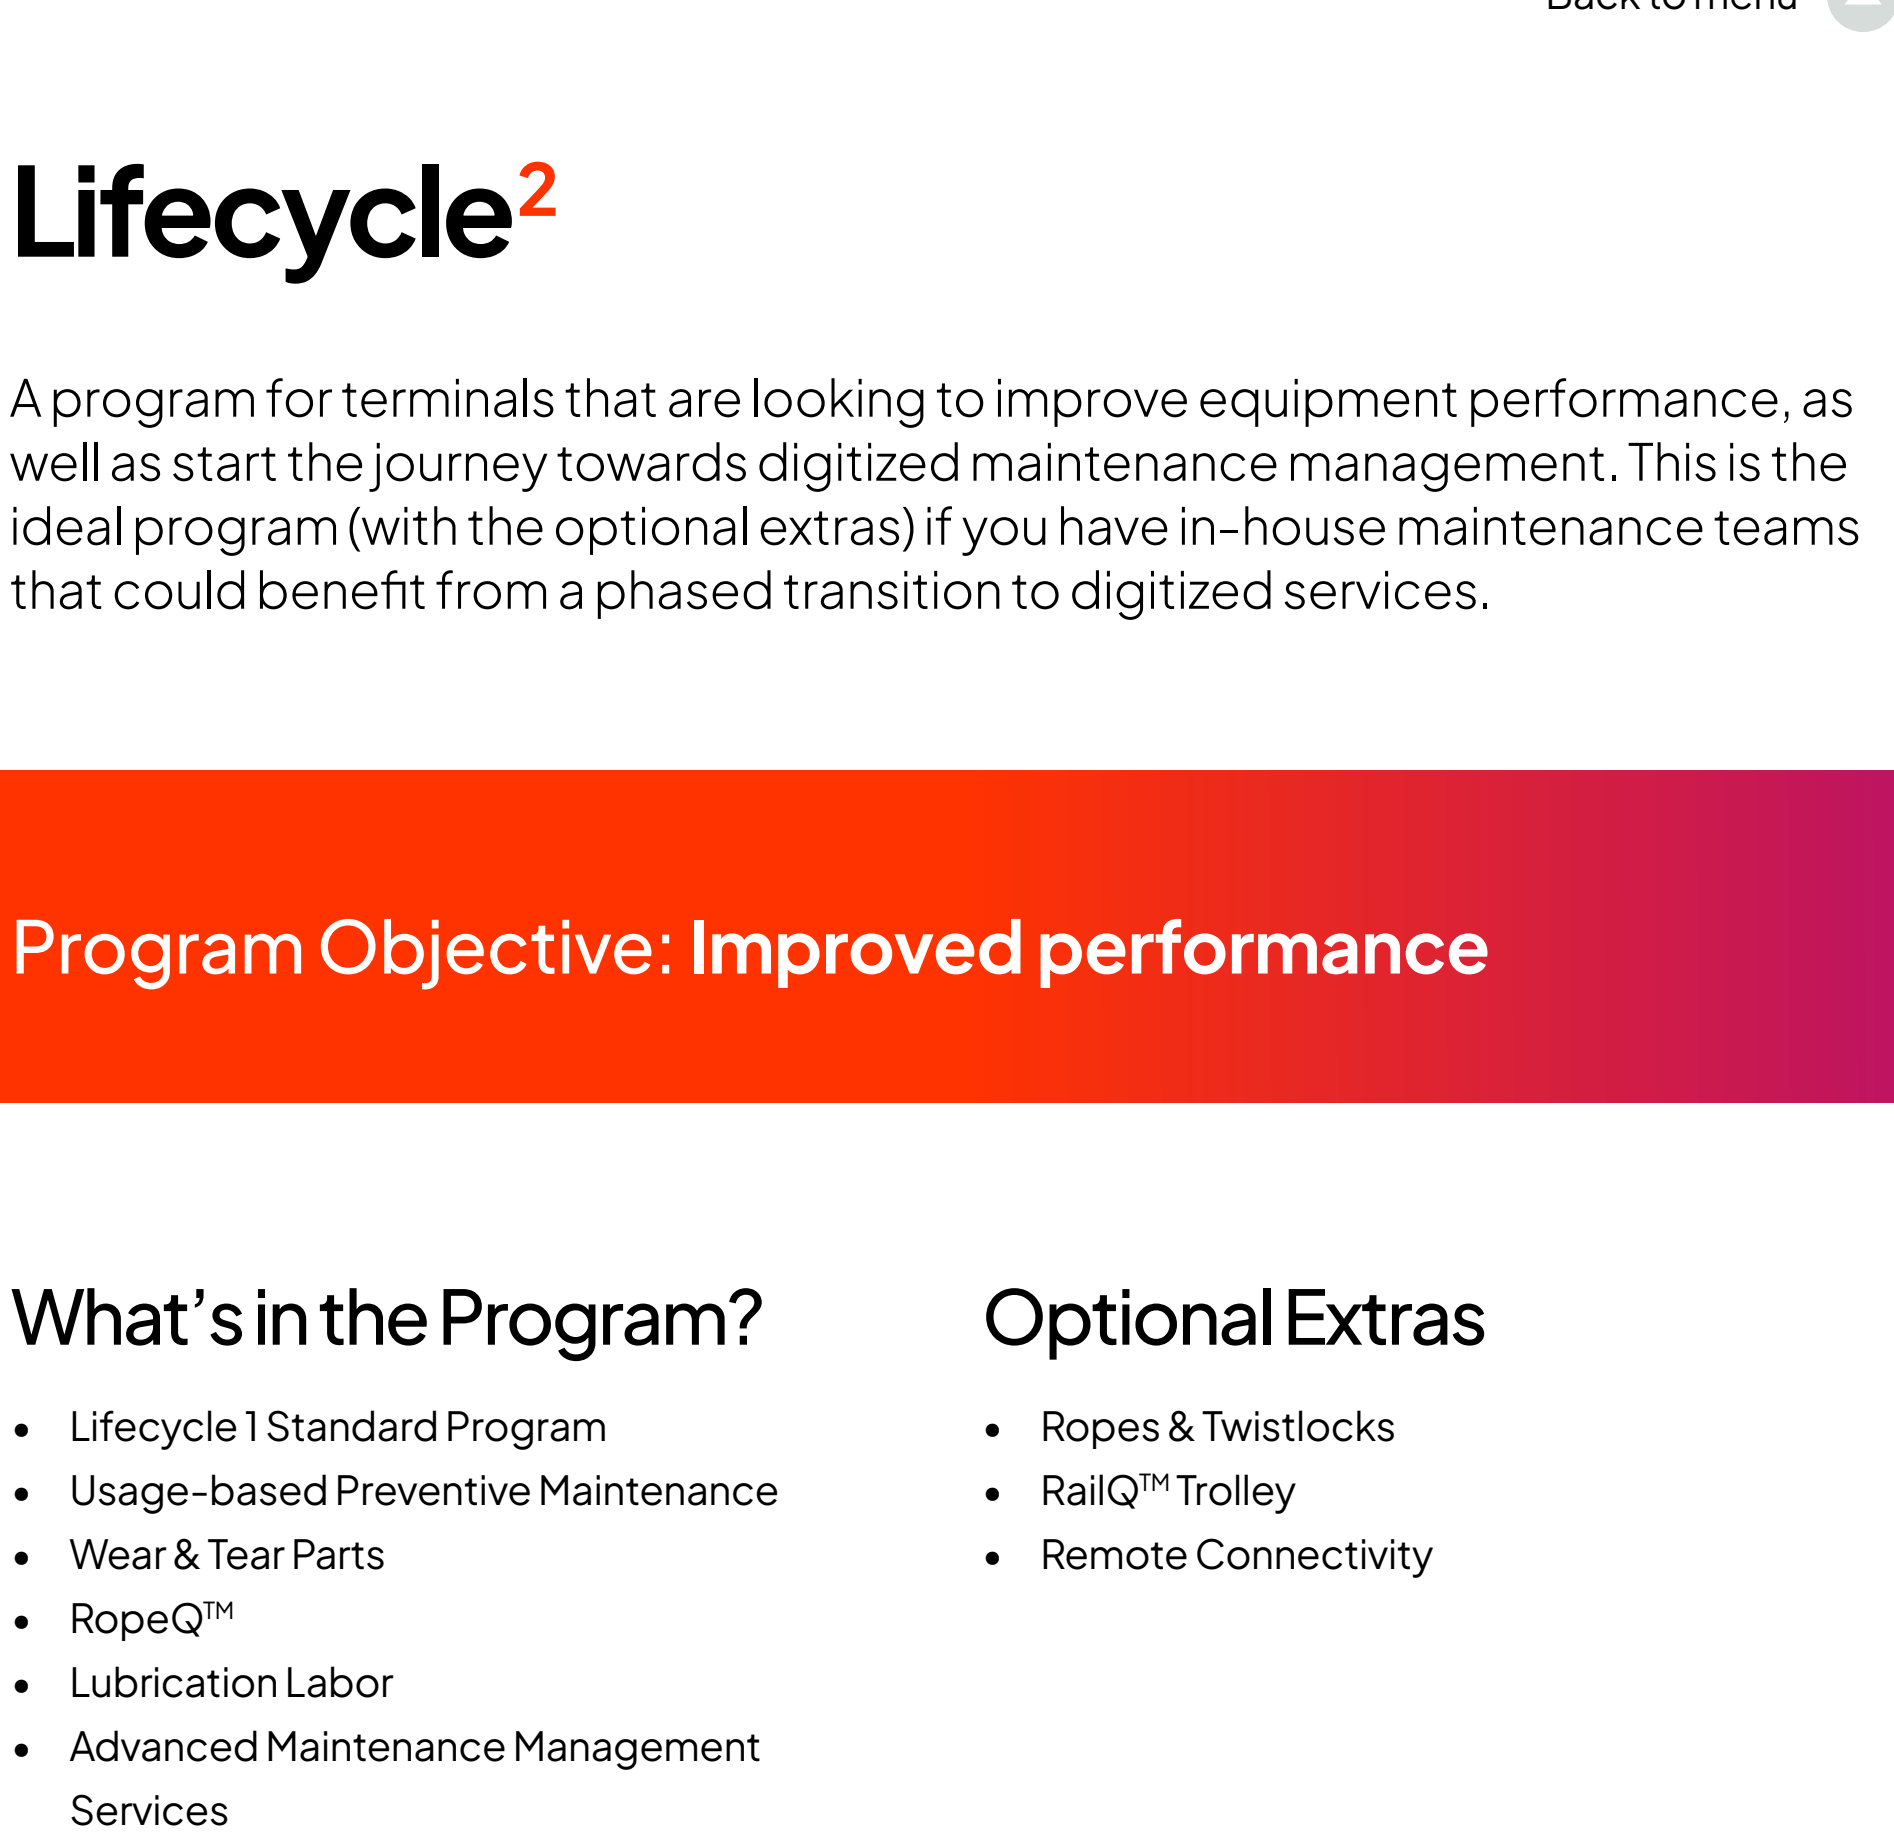 Back to menu
Lifecycle²
A program for terminals that are looking to improve equipment performance, as
well as start the journey towards digitized maintenance management. This is the
ideal program (with the optional extras) if you have in-house maintenance teams
that could benefit from a phased transition to digitized services.
Program Objective: Improved performance
What’s in the Program?
• Lifecycle 1 Standard Program
• Usage-based Preventive Maintenance
• Wear & Tear Parts
• RopeQ™
• Lubrication Labor
• Advanced Maintenance Management
Services
Optional Extras
• Ropes & Twistlocks
• RailQ™ Trolley
• Remote Connectivity